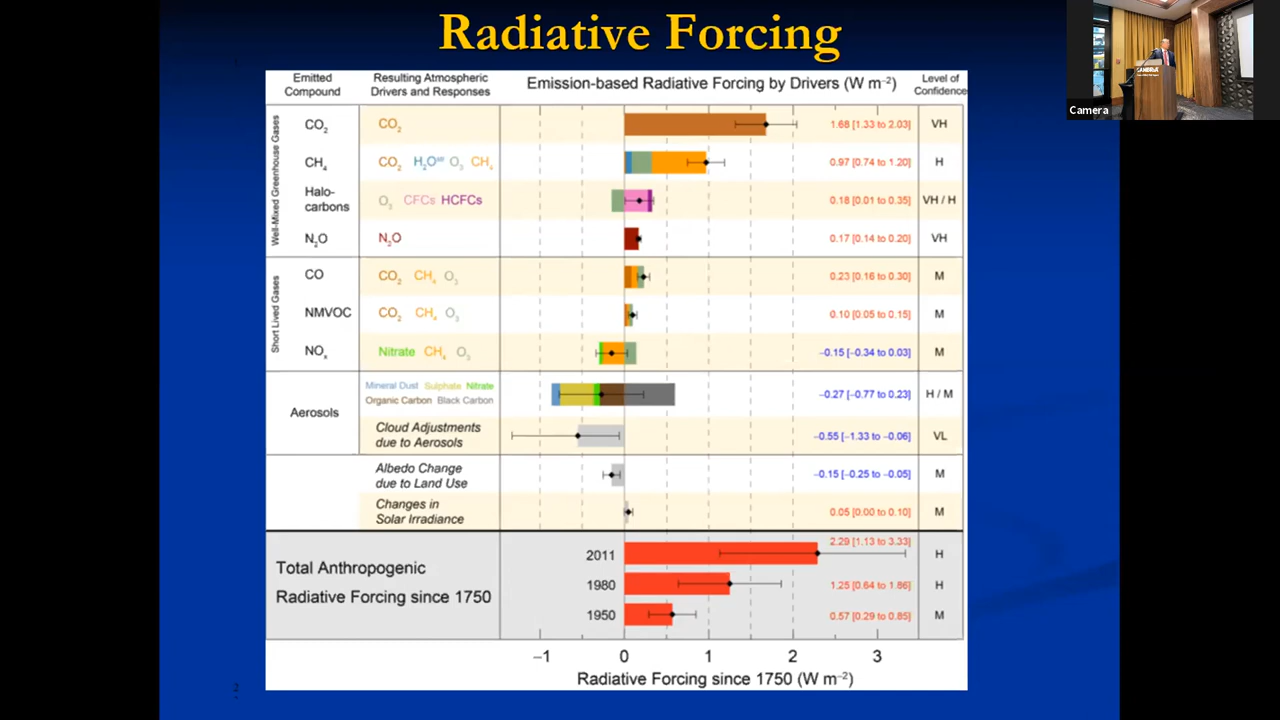 Radiative Forcing
Camera
Emitted
Compound
Resulting Atmospheric
Drivers and Responses
Emission-based Radiative Forcing by Drivers (W m⁻²)
Level of
Confidence
Well-Mixed Greenhouse Gases
CO₂ CO₂ 1.68 [1.33 to 2.03] VH
CH₄ CO₂ H₂Oˢᵗʳ O₃ CH₄ 0.97 [0.74 to 1.20] H
Halo-
carbons O₃ CFCs HCFCs 0.18 [0.01 to 0.35] VH / H
N₂O N₂O 0.17 [0.14 to 0.20] VH
Short Lived Gases
CO CO₂ CH₄ O₃ 0.23 [0.16 to 0.30] M
NMVOC CO₂ CH₄ O₃ 0.10 [0.05 to 0.15] M
NOₓ Nitrate CH₄ O₃ −0.15 [−0.34 to 0.03] M
Aerosols
Mineral Dust Sulphate Nitrate
Organic Carbon Black Carbon
−0.27 [−0.77 to 0.23] H / M
Cloud Adjustments
due to Aerosols
−0.55 [−1.33 to −0.06] VL
Albedo Change
due to Land Use
−0.15 [−0.25 to −0.05] M
Changes in
Solar Irradiance
0.05 [0.00 to 0.10] M
Total Anthropogenic
Radiative Forcing since 1750
2011 2.29 [1.13 to 3.33] H
1980 1.25 [0.64 to 1.86] H
1950 0.57 [0.29 to 0.85] M
−1 0 1 2 3
Radiative Forcing since 1750 (W m⁻²)